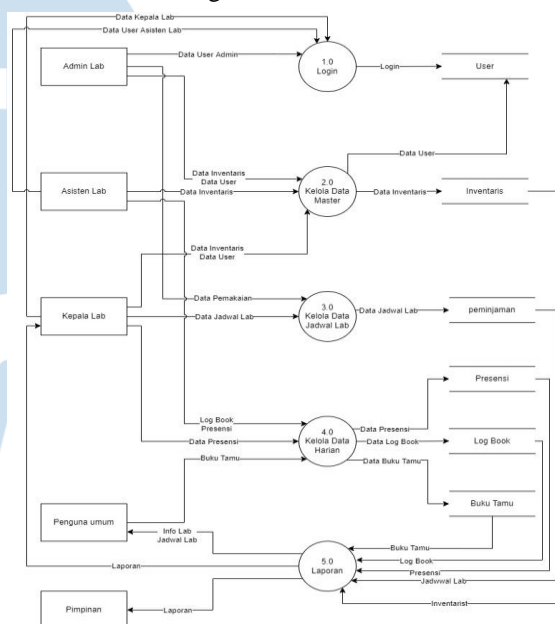 Data Kepala Lab
Data User Asisten Lab
Admin Lab
Data User Admin
1.0
Login
Login
User
Data User
Asisten Lab
Data Inventaris
Data User
Data Inventaris
2.0
Kelola Data
Master
Data Inventaris
Inventaris
Data Inventaris
Data User
Kepala Lab
Data Pemakaian
Data Jadwal Lab
3.0
Kelola Data
Jadwal Lab
Data Jadwal Lab
peminjaman
Presensi
Log Book
Presensi
Data Presensi
Buku Tamu
4.0
Kelola Data
Harian
Data Presensi
Data Log Book
Data Buku Tamu
Log Book
Buku Tamu
Penguna umum
Info Lab
Jadwal Lab
Laporan
5.0
Laporan
Buku Tamu
Log Book
Presensi
Jadwwal Lab
Inventarist
Pimpinan
Laporan